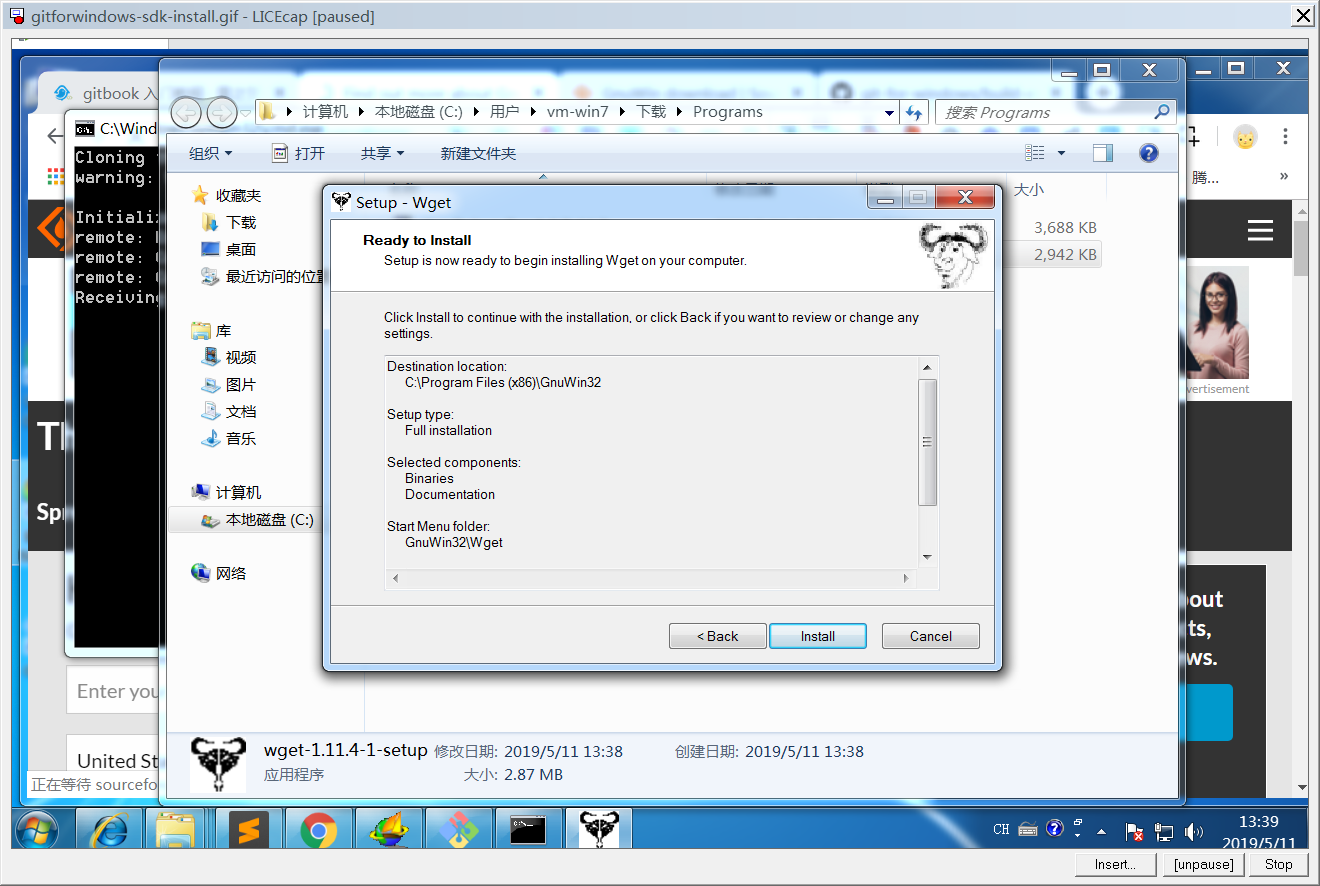 gitforwindows-sdk-install.gif - LICEcap [paused]
gitbook 入
计算机 本地磁盘 (C:) 用户 vm-win7 下载 Programs
搜索 Programs
C:\Wind
组织 打开 共享 新建文件夹
Cloning
warning:
Initializ
remote:
remote:
remote:
Receiving
腾...
»
收藏夹
下载
桌面
最近访问的位置
库
视频
图片
文档
音乐
计算机
本地磁盘 (C:)
网络
大小
3,688 KB
2,942 KB
Setup - Wget
Ready to Install
Setup is now ready to begin installing Wget on your computer.
Click Install to continue with the installation, or click Back if you want to review or change any
settings.
Destination location:
C:\Program Files (x86)\GnuWin32
Setup type:
Full installation
Selected components:
Binaries
Documentation
Start Menu folder:
GnuWin32\Wget
< Back
Install
Cancel
vertisement
Spr
out
ts,
ws.
Enter you
United St
正在等待 sourcefo
wget-1.11.4-1-setup 修改日期: 2019/5/11 13:38 创建日期: 2019/5/11 13:38
应用程序 大小: 2.87 MB
CH
13:39
2019/5/11
Insert...
[unpause]
Stop